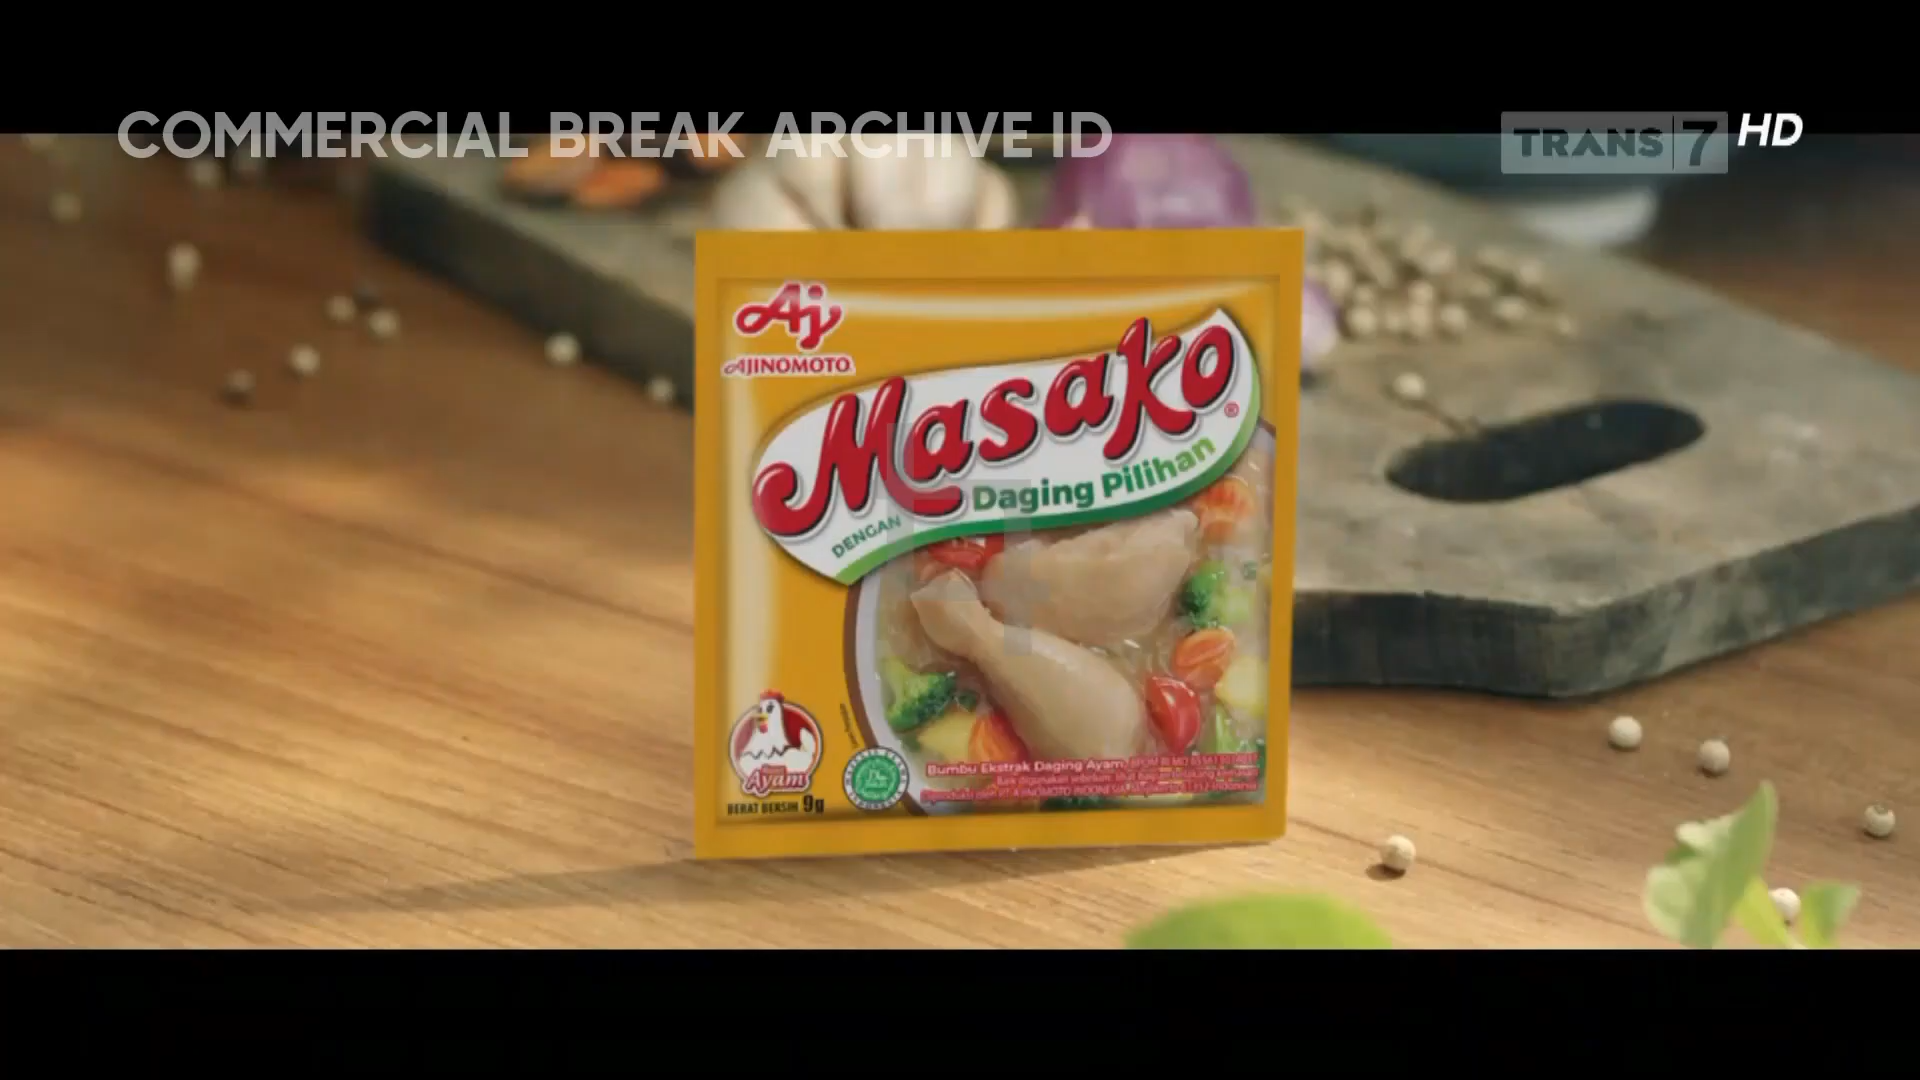 COMMERCIAL BREAK ARCHIVE ID
TRANS|7 HD
Aj
AJINOMOTO
Masako®
DENGAN Daging Pilihan
Ayam
BERAT BERSIH 9g
Bumbu Ekstrak Daging Ayam